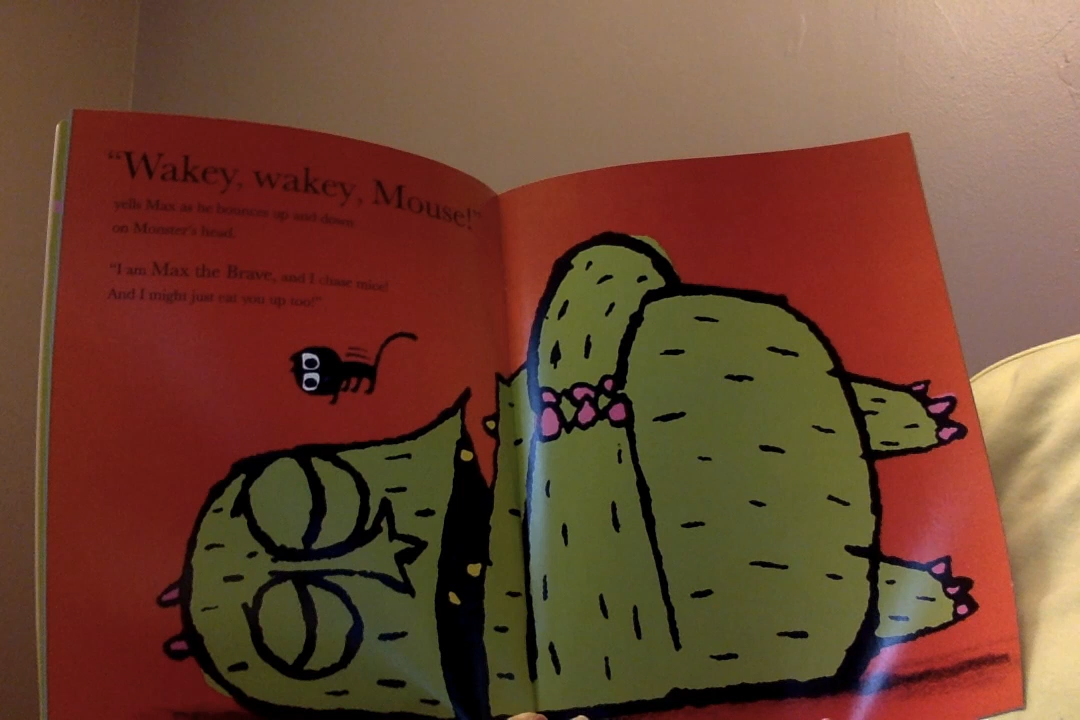 “Wakey, wakey, Mouse!”
yells Max as he bounces up and down
on Monster's head.
“I am Max the Brave, and I chase mice!
And I might just eat you up too!”